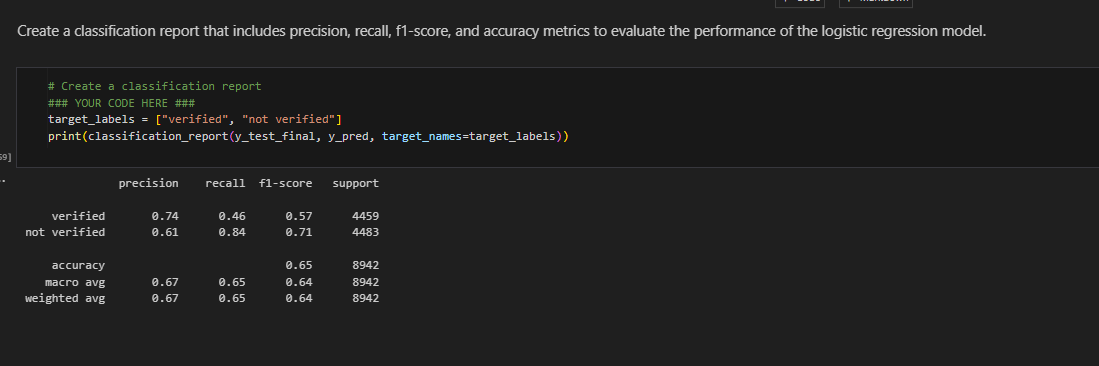 Create a classification report that includes precision, recall, f1-score, and accuracy metrics to evaluate the performance of the logistic regression model.
# Create a classification report
### YOUR CODE HERE ###
target_labels = ["verified", "not verified"]
print(classification_report(y_test_final, y_pred, target_names=target_labels))
precision recall f1-score support
verified 0.74 0.46 0.57 4459
not verified 0.61 0.84 0.71 4483
accuracy 0.65 8942
macro avg 0.67 0.65 0.64 8942
weighted avg 0.67 0.65 0.64 8942